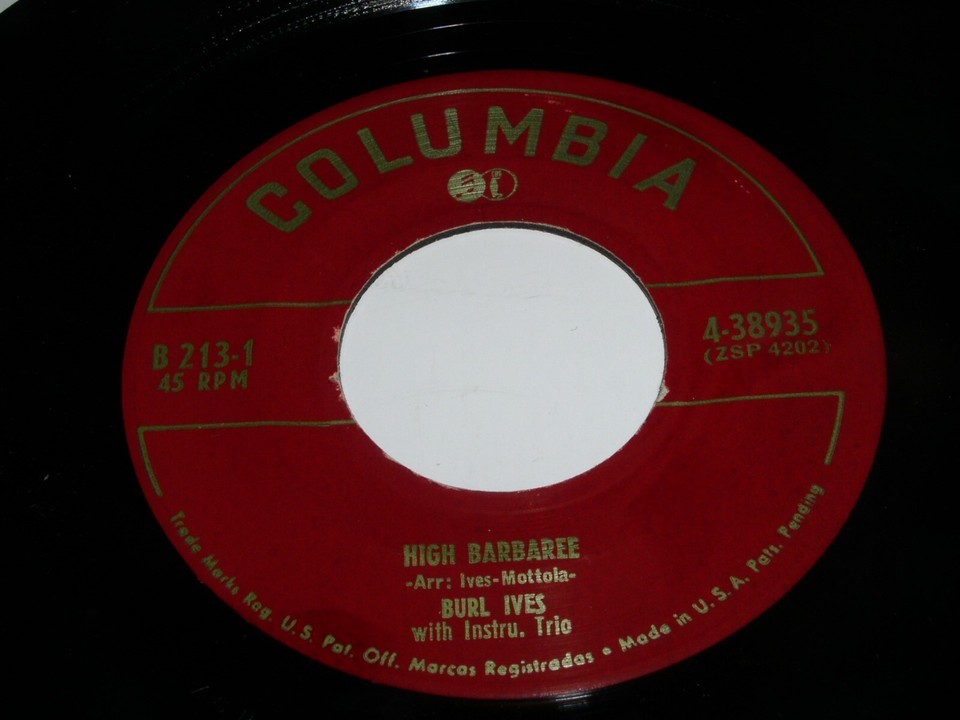 COLUMBIA
B 213-1
45 RPM
4-38935
(ZSP 4202)
HIGH BARBAREE
-Arr: Ives-Mottola-
BURL IVES
with Instru. Trio
Trade Marks Reg. U.S. Pat. Off. Marcas Registradas • Made in U.S.A. Pats. Pending